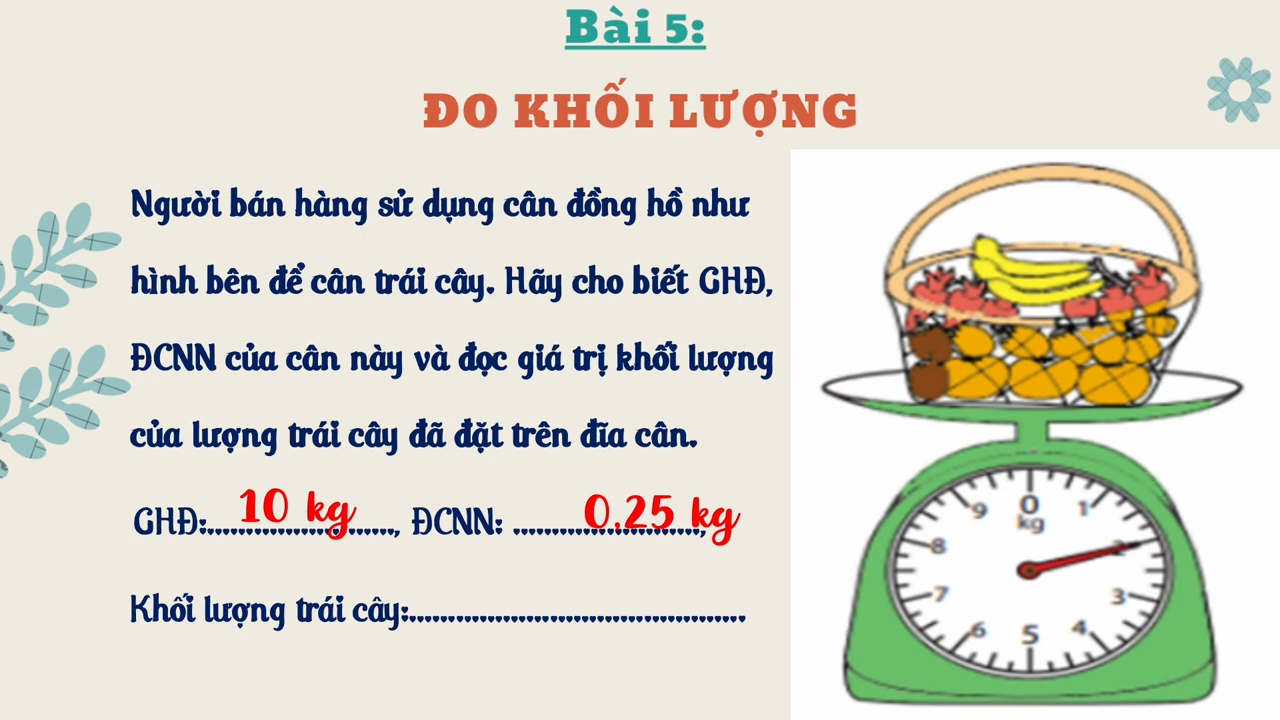 Bài 5:
ĐO KHỐI LƯỢNG
Người bán hàng sử dụng cân đồng hồ như
hình bên để cân trái cây. Hãy cho biết GHĐ,
ĐCNN của cân này và đọc giá trị khối lượng
của lượng trái cây đã đặt trên đĩa cân.
GHĐ:.......10 kg......., ĐCNN: .......0,25 kg.......,
Khối lượng trái cây:...........................................
0
kg
1
2
3
4
5
6
7
8
9